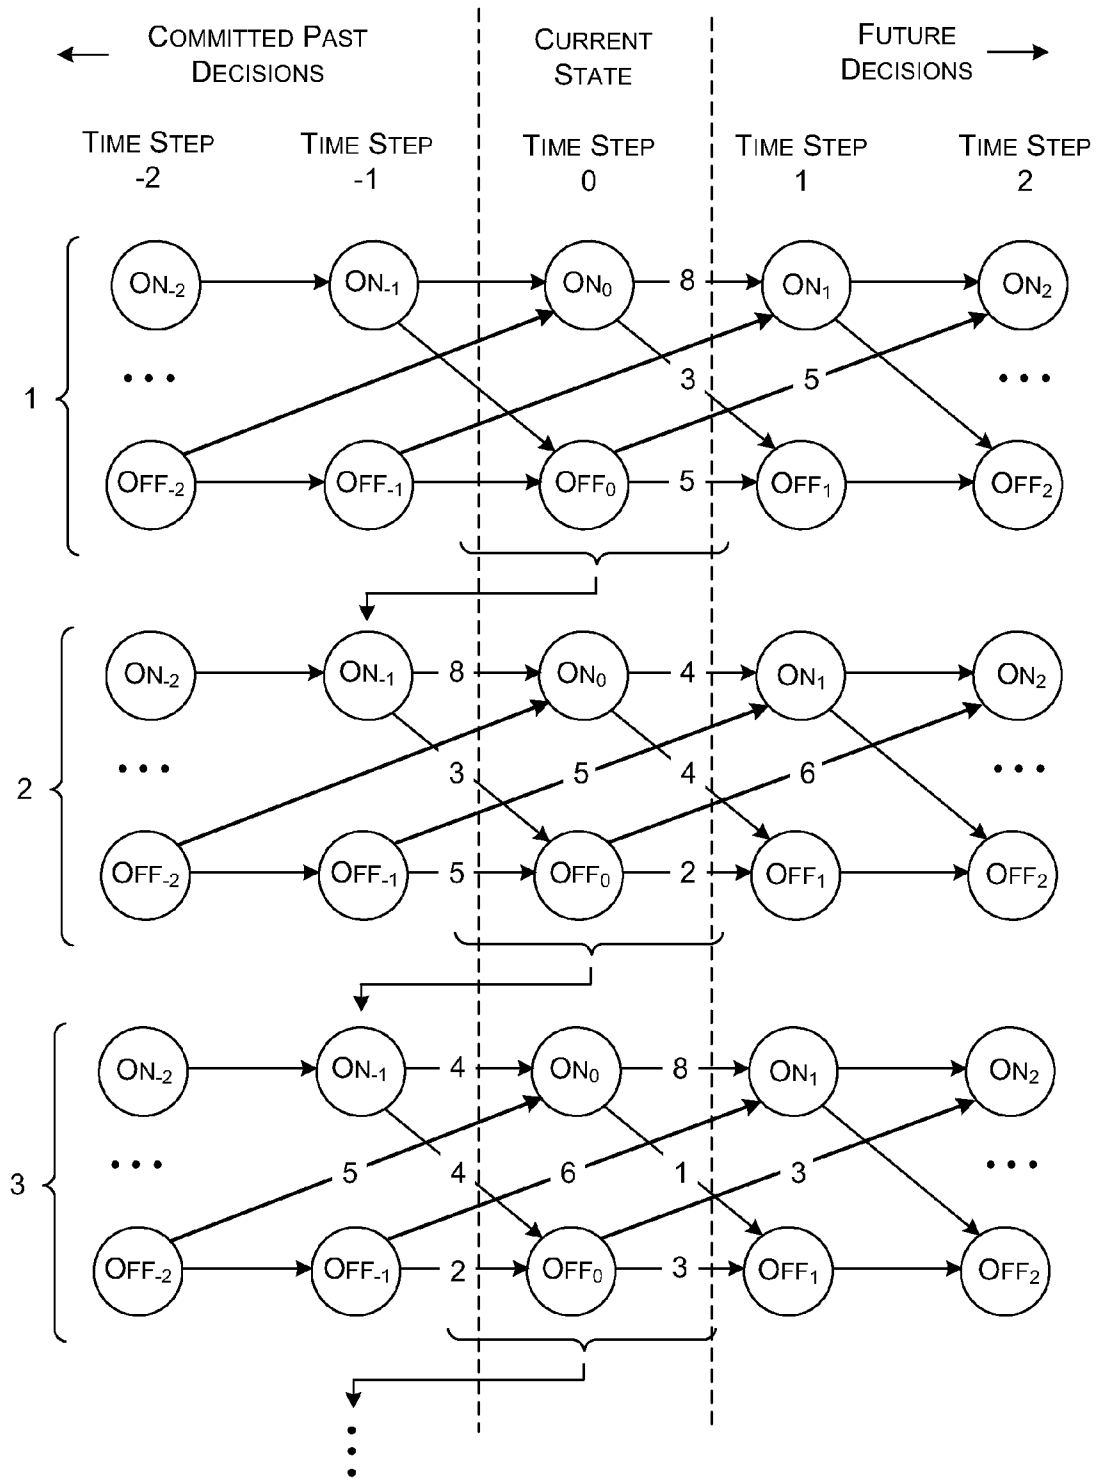 COMMITTED PAST
DECISIONS
CURRENT
STATE
FUTURE
DECISIONS
TIME STEP
-2
TIME STEP
-1
TIME STEP
0
TIME STEP
1
TIME STEP
2
1
ON-2
ON-1
ON0
8
ON1
ON2
3
5
OFF-2
OFF-1
OFF0
5
OFF1
OFF2
2
ON-2
ON-1
8
ON0
4
ON1
ON2
3
5
4
6
OFF-2
OFF-1
5
OFF0
2
OFF1
OFF2
3
ON-2
ON-1
4
ON0
8
ON1
ON2
5
4
6
1
3
OFF-2
OFF-1
2
OFF0
3
OFF1
OFF2